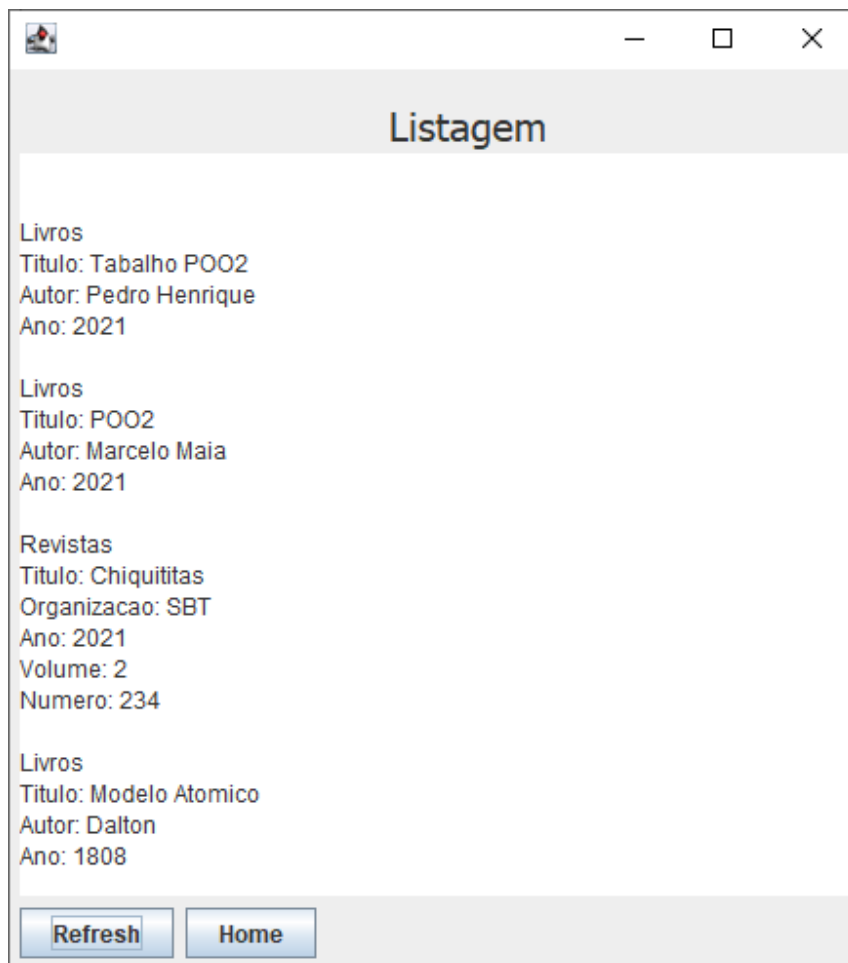 Listagem
Livros
Titulo: Tabalho POO2
Autor: Pedro Henrique
Ano: 2021
Livros
Titulo: POO2
Autor: Marcelo Maia
Ano: 2021
Revistas
Titulo: Chiquititas
Organizacao: SBT
Ano: 2021
Volume: 2
Numero: 234
Livros
Titulo: Modelo Atomico
Autor: Dalton
Ano: 1808
Refresh Home